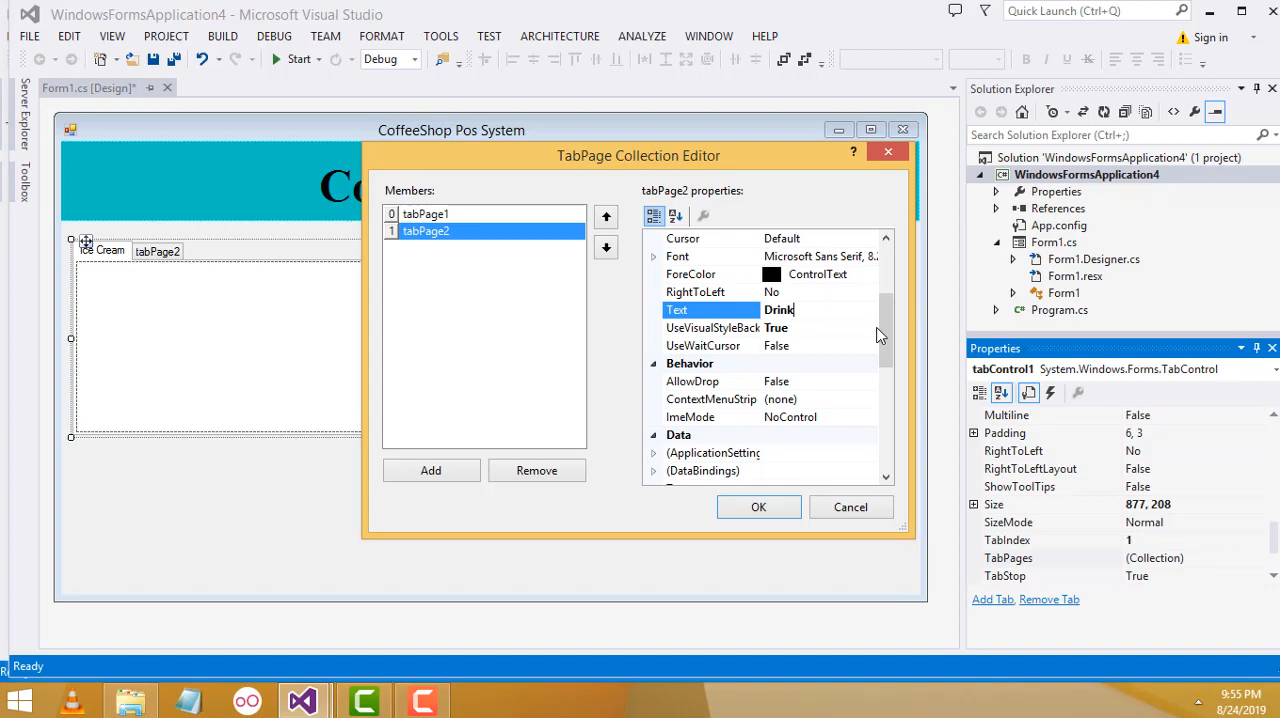 WindowsFormsApplication4 - Microsoft Visual Studio
Quick Launch (Ctrl+Q)
FILE EDIT VIEW PROJECT BUILD DEBUG TEAM FORMAT TOOLS TEST ARCHITECTURE ANALYZE WINDOW HELP
Sign in
Start Debug
Server Explorer
Toolbox
Form1.cs [Design]*
CoffeeShop Pos System
Co
Ice Cream tabPage2
TabPage Collection Editor
?
Members:
0 tabPage1
1 tabPage2
Add Remove
tabPage2 properties:
Cursor Default
Font Microsoft Sans Serif, 8.2
ForeColor ControlText
RightToLeft No
Text Drink
UseVisualStyleBack True
UseWaitCursor False
Behavior
AllowDrop False
ContextMenuStrip (none)
ImeMode NoControl
Data
(ApplicationSetting
(DataBindings)
OK Cancel
Solution Explorer
Search Solution Explorer (Ctrl+;)
Solution 'WindowsFormsApplication4' (1 project)
WindowsFormsApplication4
Properties
References
App.config
Form1.cs
Form1.Designer.cs
Form1.resx
Form1
Program.cs
Properties
tabControl1 System.Windows.Forms.TabControl
Multiline False
Padding 6, 3
RightToLeft No
RightToLeftLayout False
ShowToolTips False
Size 877, 208
SizeMode Normal
TabIndex 1
TabPages (Collection)
TabStop True
Add Tab, Remove Tab
Ready
9:55 PM
8/24/2019